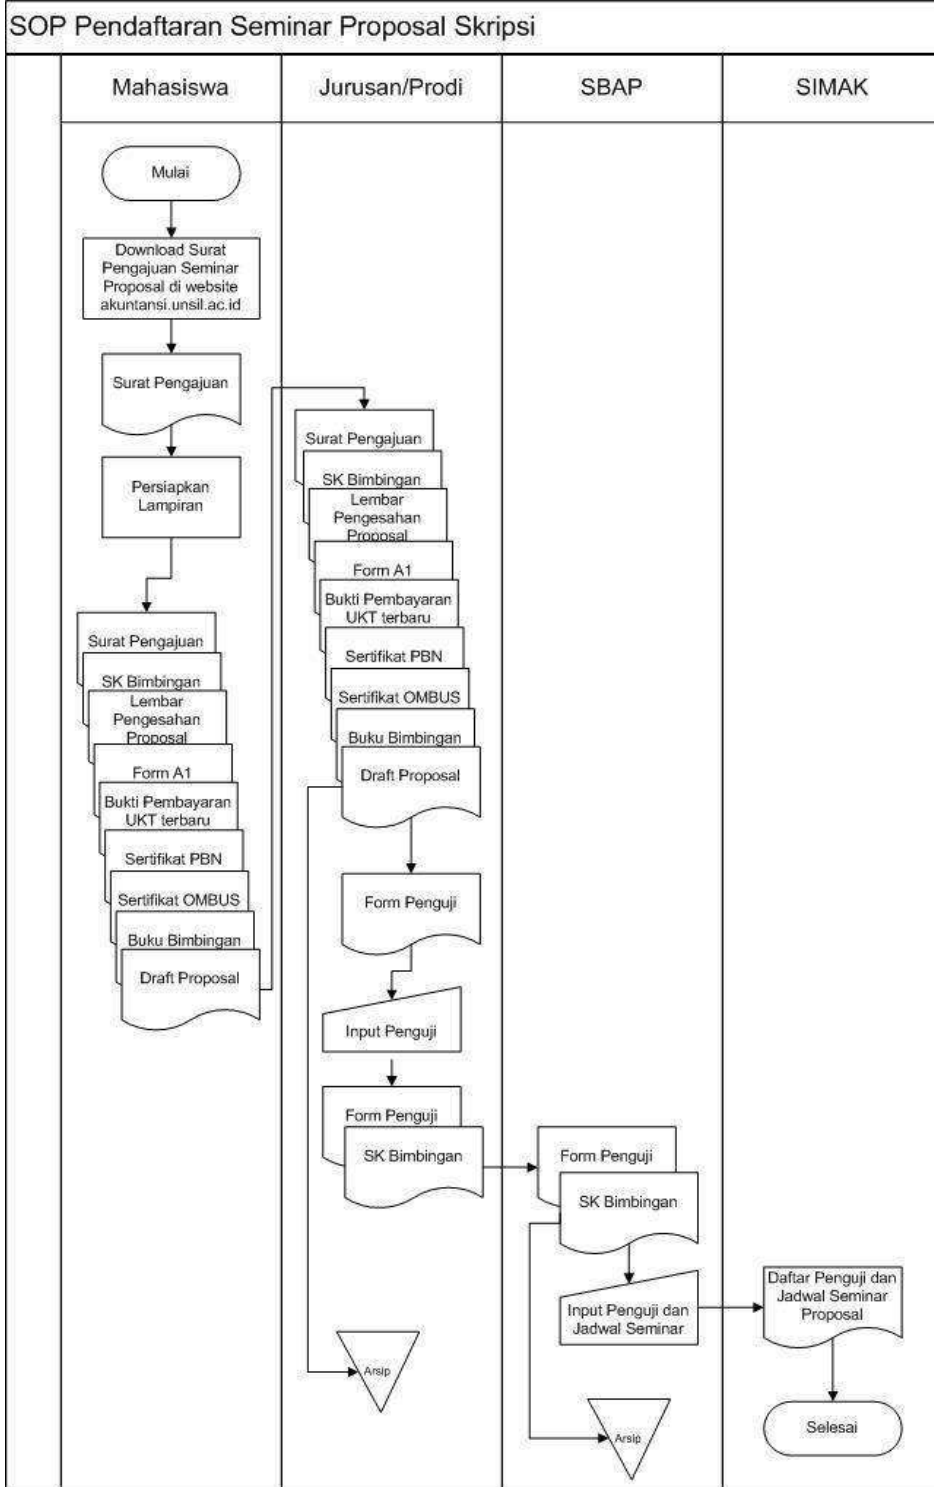 SOP Pendaftaran Seminar Proposal Skripsi
Mahasiswa
Jurusan/Prodi
SBAP
SIMAK
Mulai
Download Surat
Pengajuan Seminar
Proposal di website
akuntansi.unsil.ac.id
Surat Pengajuan
Persiapkan
Lampiran
Surat Pengajuan
SK Bimbingan
Lembar
Pengesahan
Proposal
Form A1
Bukti Pembayaran
UKT terbaru
Sertifikat PBN
Sertifikat OMBUS
Buku Bimbingan
Draft Proposal
Surat Pengajuan
SK Bimbingan
Lembar
Pengesahan
Proposal
Form A1
Bukti Pembayaran
UKT terbaru
Sertifikat PBN
Sertifikat OMBUS
Buku Bimbingan
Draft Proposal
Form Penguji
Input Penguji
Form Penguji
SK Bimbingan
Arsip
Form Penguji
SK Bimbingan
Input Penguji dan
Jadwal Seminar
Arsip
Daftar Penguji dan
Jadwal Seminar
Proposal
Selesai